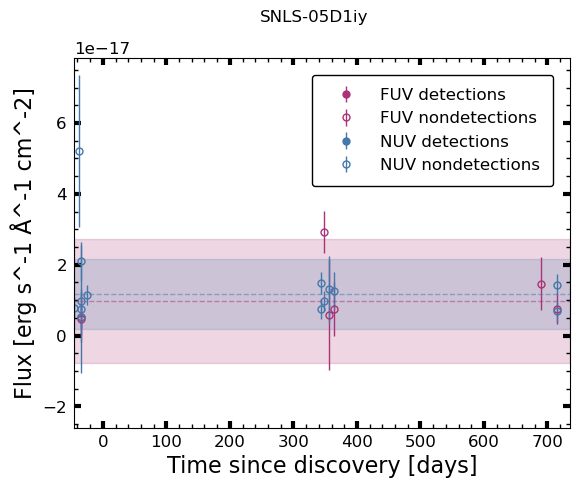 SNLS-05D1iy
1e−17
FUV detections
FUV nondetections
NUV detections
NUV nondetections
6
4
2
0
−2
Flux [erg s^-1 Å^-1 cm^-2]
0 100 200 300 400 500 600 700
Time since discovery [days]